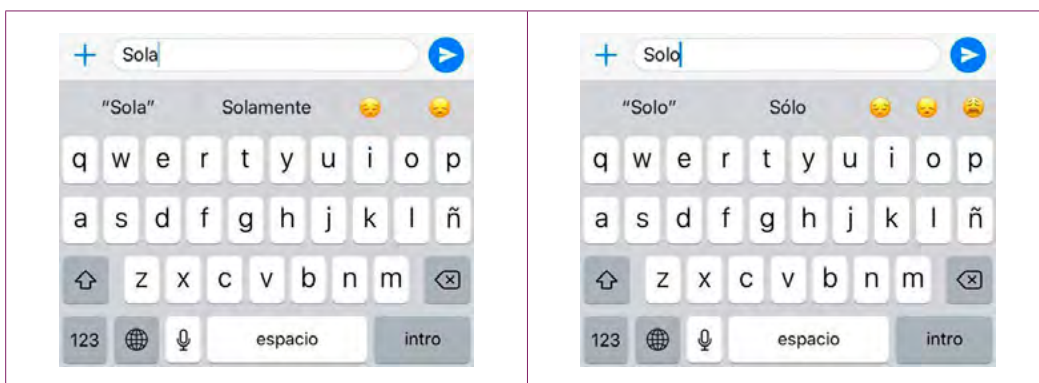 Sola
"Sola" Solamente 😔 😞
q w e r t y u i o p
a s d f g h j k l ñ
z x c v b n m
123 espacio intro
Solo
"Solo" Sólo 😔 😞 😩
q w e r t y u i o p
a s d f g h j k l ñ
z x c v b n m
123 espacio intro